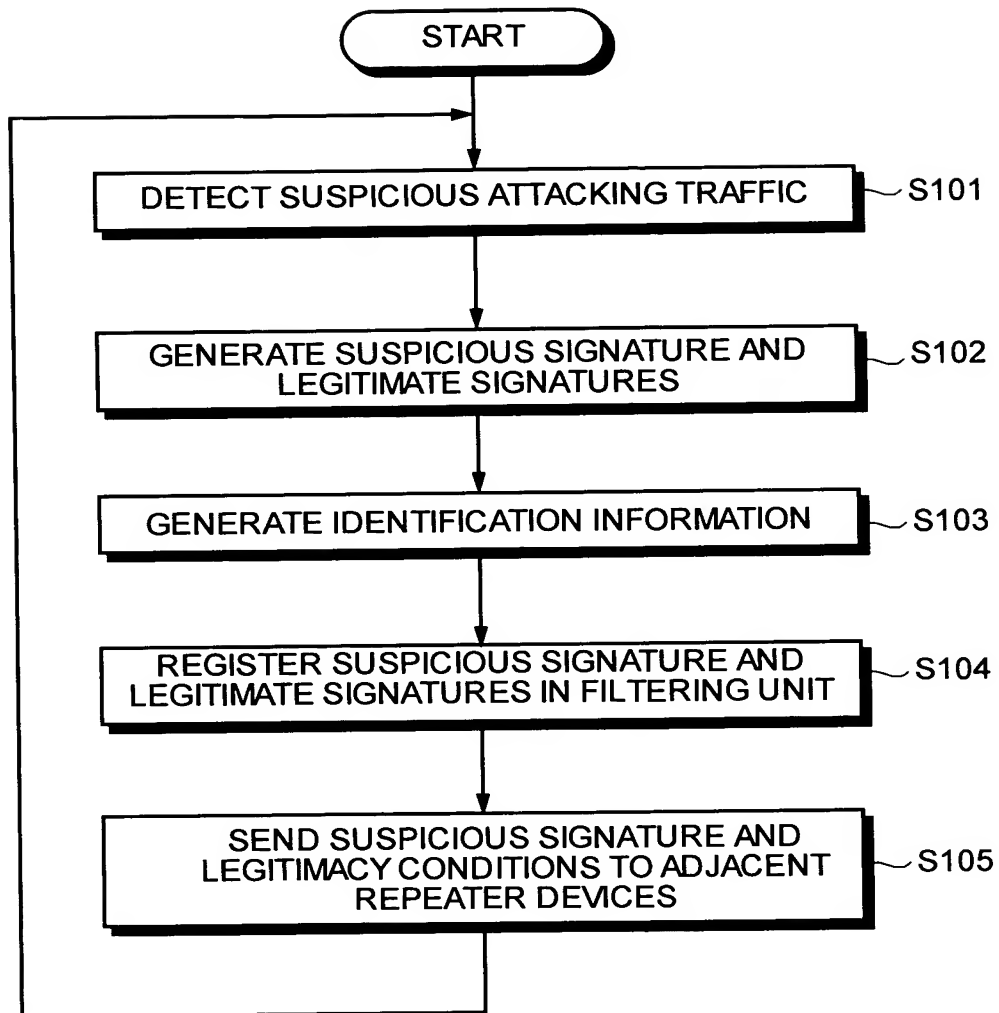 START
DETECT SUSPICIOUS ATTACKING TRAFFIC
S101
GENERATE SUSPICIOUS SIGNATURE AND
LEGITIMATE SIGNATURES
S102
GENERATE IDENTIFICATION INFORMATION
S103
REGISTER SUSPICIOUS SIGNATURE AND
LEGITIMATE SIGNATURES IN FILTERING UNIT
S104
SEND SUSPICIOUS SIGNATURE AND
LEGITIMACY CONDITIONS TO ADJACENT
REPEATER DEVICES
S105